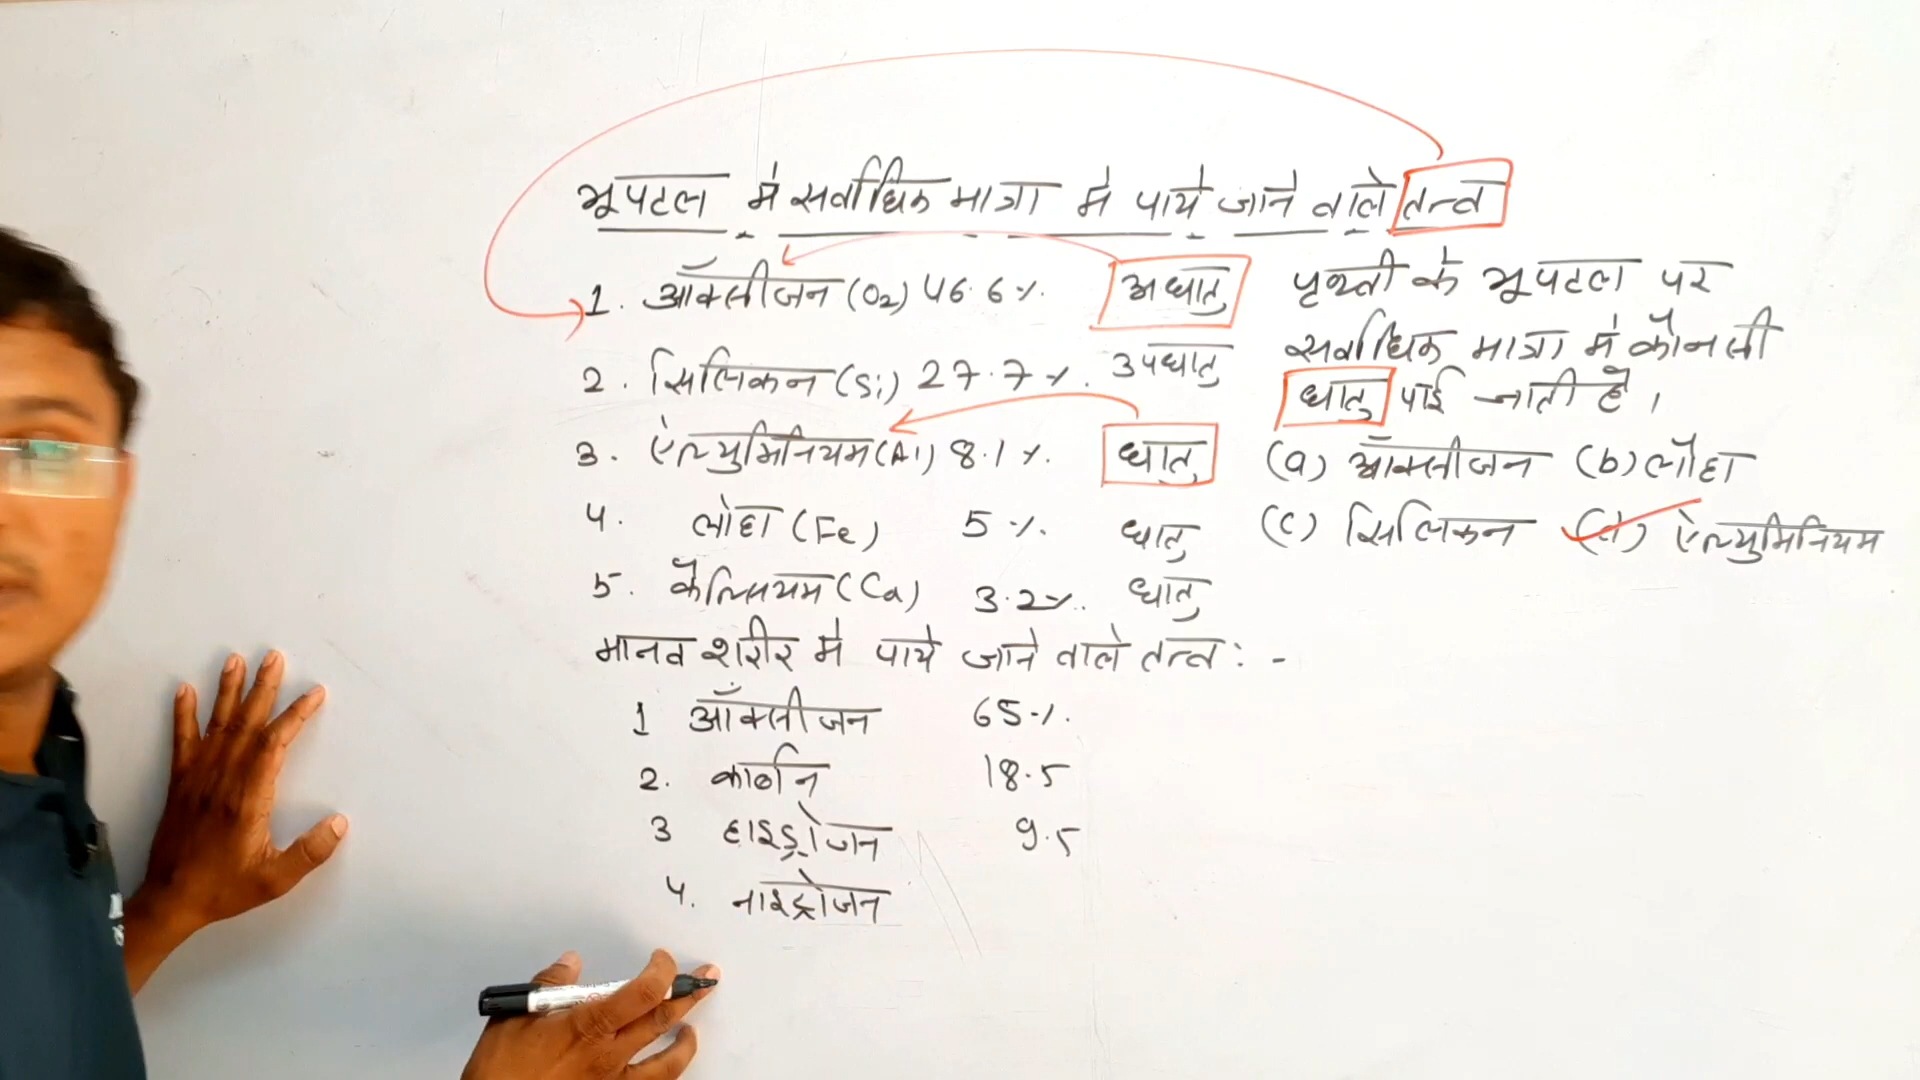 भूपटल मे सर्वाधिक मात्रा मे पाये जाने वाले तत्व
1. ऑक्सीजन (O2) 46.6% अधातु
2. सिलिकन (Si) 27.7% उपधातु
3. ऐल्युमिनियम (Al) 8.1% धातु
4. लोहा (Fe) 5% धातु
5. कैल्सियम (Ca) 3.2% धातु
पृथ्वी के भूपटल पर
सर्वाधिक मात्रा मे कौनसी
धातु पाई जाती है।
(a) ऑक्सीजन (b) लौहा
(c) सिलिकन (d) ऐल्युमिनियम
मानव शरीर मे पाये जाने वाले तत्व : -
1 ऑक्सीजन 65%
2. कार्बन 18.5
3 हाइड्रोजन 9.5
4. नाइट्रोजन